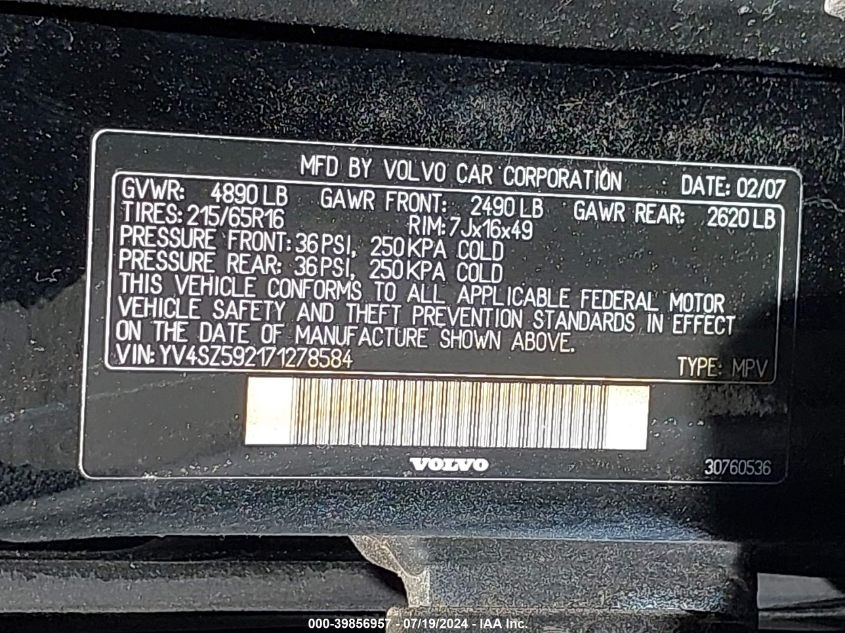 MFD BY VOLVO CAR CORPORATION DATE: 02/07
GVWR: 4890 LB GAWR FRONT: 2490 LB GAWR REAR: 2620 LB
TIRES: 215/65R16 RIM: 7Jx16x49
PRESSURE FRONT: 36 PSI, 250 KPA COLD
PRESSURE REAR: 36 PSI, 250 KPA COLD
THIS VEHICLE CONFORMS TO ALL APPLICABLE FEDERAL MOTOR
VEHICLE SAFETY AND THEFT PREVENTION STANDARDS IN EFFECT
ON THE DATE OF MANUFACTURE SHOWN ABOVE.
VIN: YV4SZ592171278584 TYPE: MPV
VOLVO 30760536
000-39856957 - 07/19/2024 - IAA Inc.